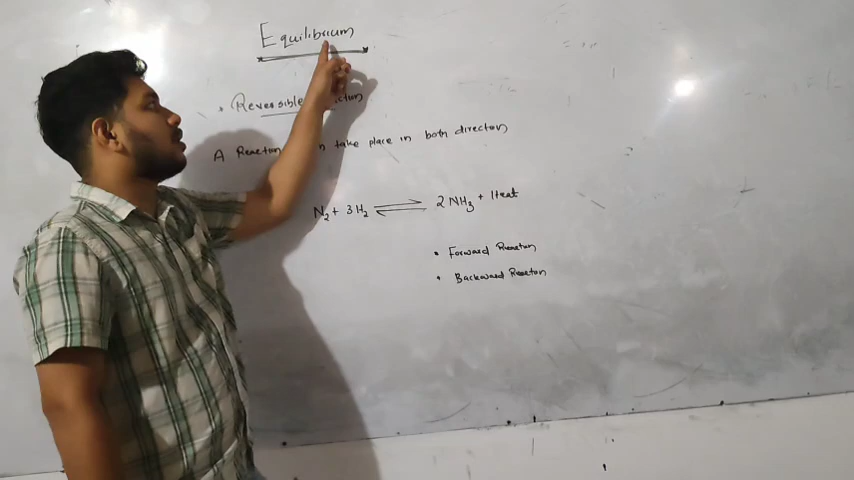 Equilibrium
• Reversible
A Reaction take place in both direction
N₂ + 3H₂ ⇌ 2NH₃ + Heat
• Forward Reaction
• Backward Reaction